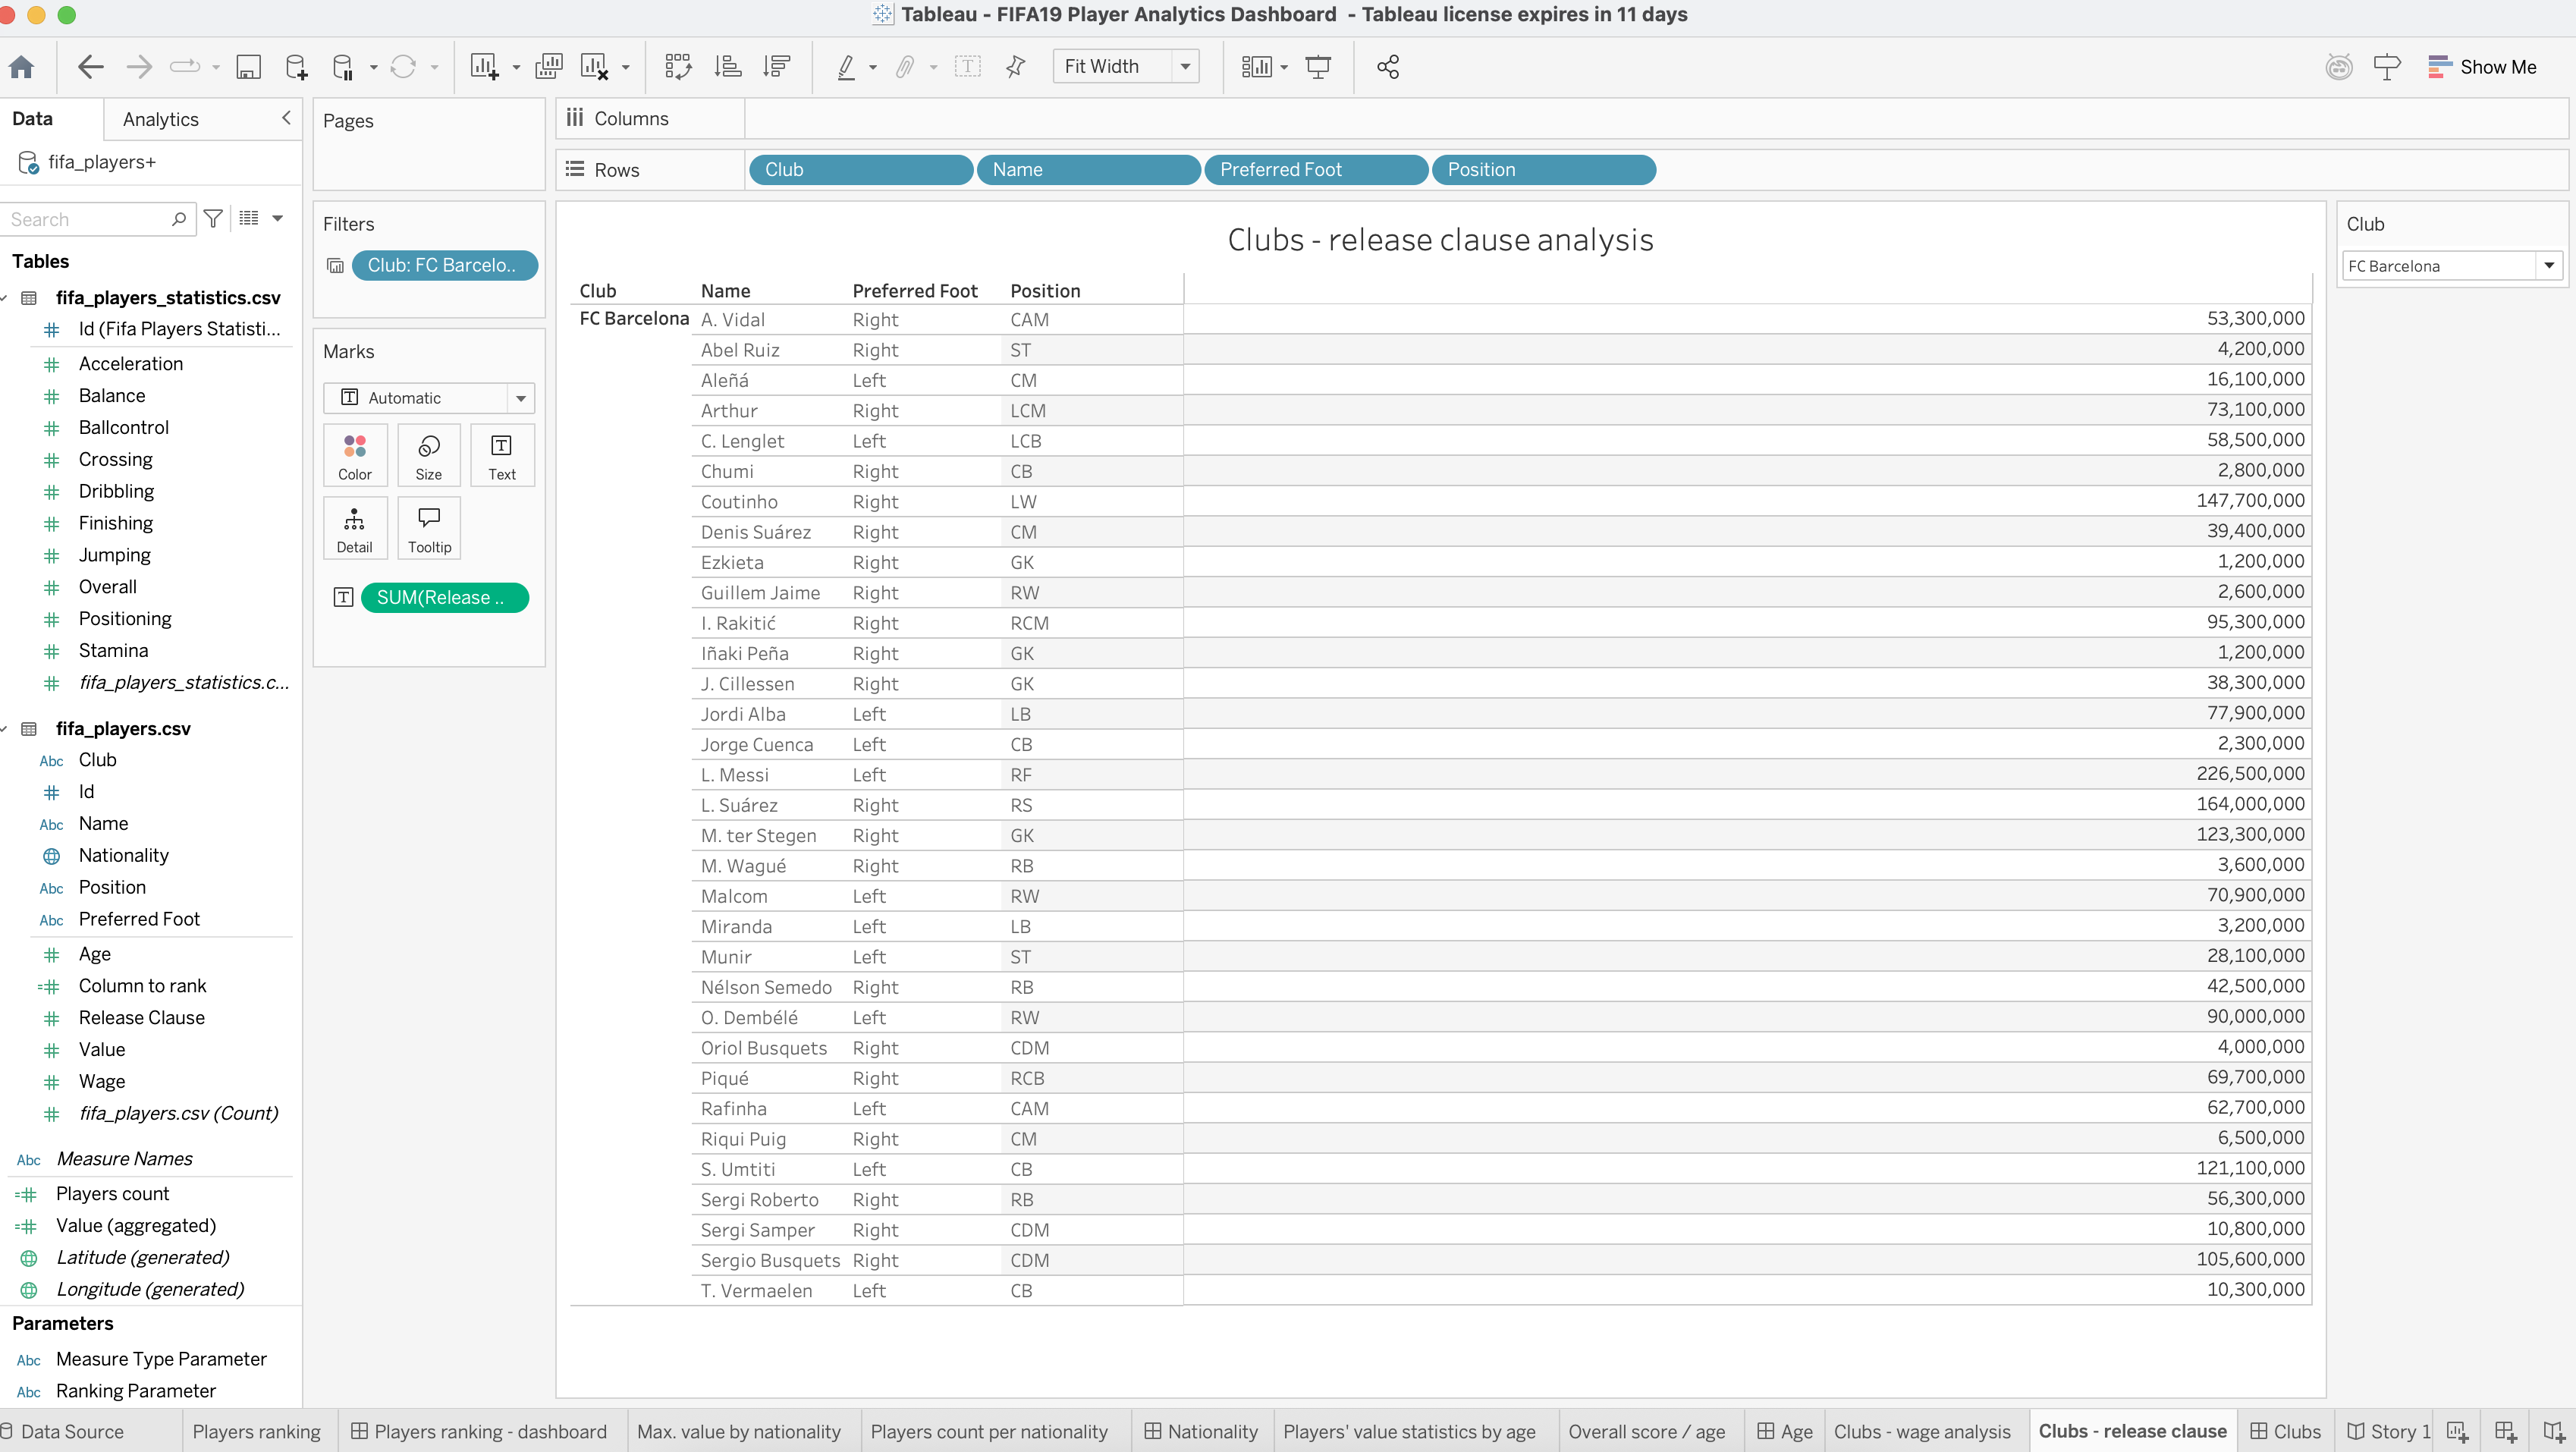 Tableau - FIFA19 Player Analytics Dashboard - Tableau license expires in 11 days
Fit Width
Show Me
Data
Analytics
fifa_players+
Search
Tables
fifa_players_statistics.csv
Id (Fifa Players Statisti...
Acceleration
Balance
Ballcontrol
Crossing
Dribbling
Finishing
Jumping
Overall
Positioning
Stamina
fifa_players_statistics.c...
fifa_players.csv
Abc Club
Id
Abc Name
Nationality
Abc Position
Abc Preferred Foot
Age
Column to rank
Release Clause
Value
Wage
fifa_players.csv (Count)
Abc Measure Names
Players count
Value (aggregated)
Latitude (generated)
Longitude (generated)
Parameters
Abc Measure Type Parameter
Abc Ranking Parameter
Pages
Filters
Club: FC Barcelo..
Marks
Automatic
Color Size Text
Detail Tooltip
SUM(Release ..
Columns
Rows Club Name Preferred Foot Position
Clubs - release clause analysis
Club Name Preferred Foot Position
FC Barcelona A. Vidal Right CAM 53,300,000
Abel Ruiz Right ST 4,200,000
Aleñá Left CM 16,100,000
Arthur Right LCM 73,100,000
C. Lenglet Left LCB 58,500,000
Chumi Right CB 2,800,000
Coutinho Right LW 147,700,000
Denis Suárez Right CM 39,400,000
Ezkieta Right GK 1,200,000
Guillem Jaime Right RW 2,600,000
I. Rakitić Right RCM 95,300,000
Iñaki Peña Right GK 1,200,000
J. Cillessen Right GK 38,300,000
Jordi Alba Left LB 77,900,000
Jorge Cuenca Left CB 2,300,000
L. Messi Left RF 226,500,000
L. Suárez Right RS 164,000,000
M. ter Stegen Right GK 123,300,000
M. Wagué Right RB 3,600,000
Malcom Left RW 70,900,000
Miranda Left LB 3,200,000
Munir Left ST 28,100,000
Nélson Semedo Right RB 42,500,000
O. Dembélé Left RW 90,000,000
Oriol Busquets Right CDM 4,000,000
Piqué Right RCB 69,700,000
Rafinha Left CAM 62,700,000
Riqui Puig Right CM 6,500,000
S. Umtiti Left CB 121,100,000
Sergi Roberto Right RB 56,300,000
Sergi Samper Right CDM 10,800,000
Sergio Busquets Right CDM 105,600,000
T. Vermaelen Left CB 10,300,000
Club
FC Barcelona
Data Source Players ranking Players ranking - dashboard Max. value by nationality Players count per nationality Nationality Players' value statistics by age Overall score / age Age Clubs - wage analysis Clubs - release clause Clubs Story 1